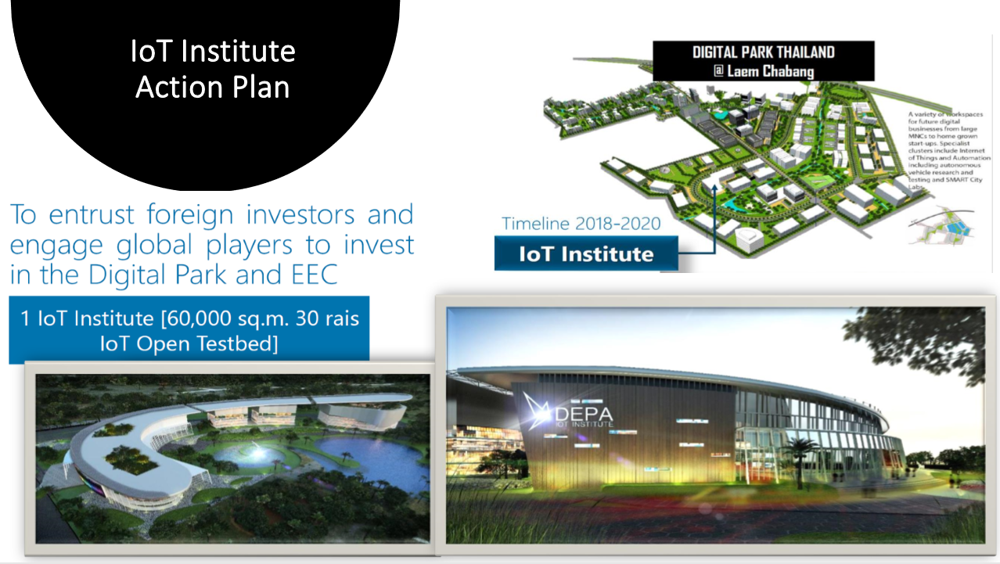 IoT Institute
Action Plan
DIGITAL PARK THAILAND
@ Laem Chabang
A variety of workspaces
for future digital
businesses from large
MNCs to home grown
start-ups. Specialist
clusters include Internet
of Things and Automation
including autonomous
vehicle research and
testing and SMART City
Labs
To entrust foreign investors and
engage global players to invest
in the Digital Park and EEC
Timeline 2018-2020
IoT Institute
1 IoT Institute [60,000 sq.m. 30 rais
IoT Open Testbed]
DEPA
IOT INSTITUTE